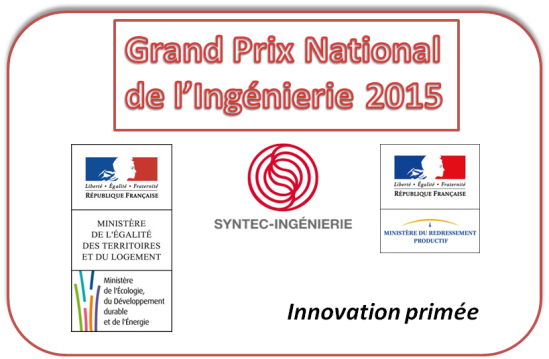 Grand Prix National
de l'Ingénierie 2015
Liberté • Égalité • Fraternité
RÉPUBLIQUE FRANÇAISE
MINISTÈRE
DE L'ÉGALITÉ
DES TERRITOIRES
ET DU LOGEMENT
Ministère
de l'Écologie,
du Développement
durable
et de l'Énergie
SYNTEC-INGÉNIERIE
Liberté • Égalité • Fraternité
RÉPUBLIQUE FRANÇAISE
MINISTÈRE DU REDRESSEMENT
PRODUCTIF
Innovation primée